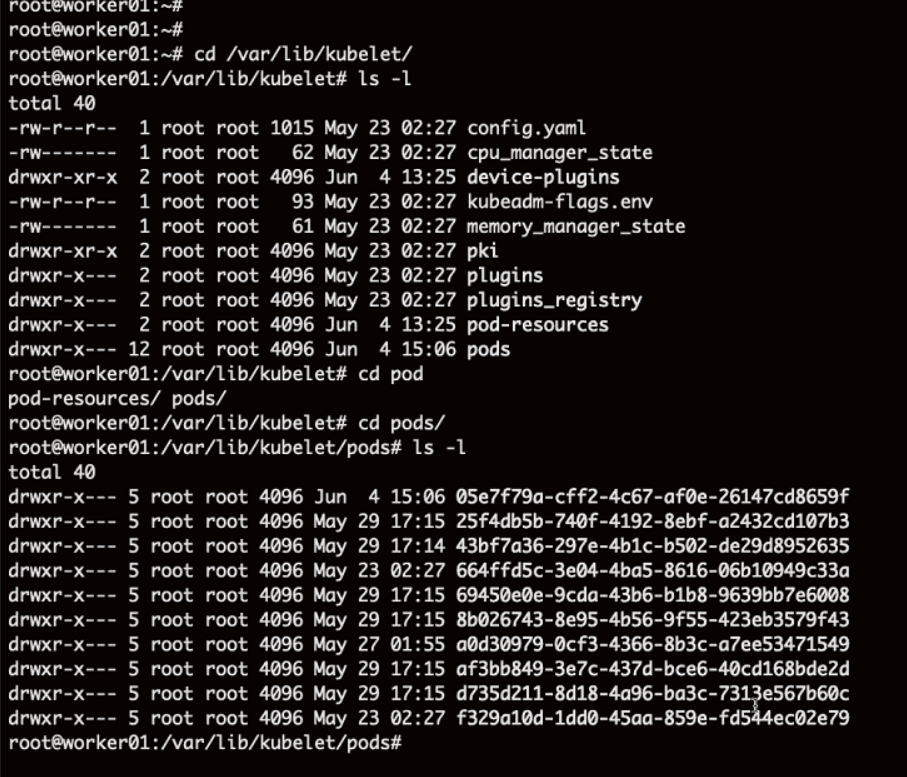 root@worker01:~#
root@worker01:~#
root@worker01:~# cd /var/lib/kubelet/
root@worker01:/var/lib/kubelet# ls -l
total 40
-rw-r--r--  1 root root 1015 May 23 02:27 config.yaml
-rw-------  1 root root   62 May 23 02:27 cpu_manager_state
drwxr-xr-x  2 root root 4096 Jun  4 13:25 device-plugins
-rw-r--r--  1 root root   93 May 23 02:27 kubeadm-flags.env
-rw-------  1 root root   61 May 23 02:27 memory_manager_state
drwxr-xr-x  2 root root 4096 May 23 02:27 pki
drwxr-x---  2 root root 4096 May 23 02:27 plugins
drwxr-x---  2 root root 4096 May 23 02:27 plugins_registry
drwxr-x---  2 root root 4096 Jun  4 13:25 pod-resources
drwxr-x--- 12 root root 4096 Jun  4 15:06 pods
root@worker01:/var/lib/kubelet# cd pod
pod-resources/ pods/
root@worker01:/var/lib/kubelet# cd pods/
root@worker01:/var/lib/kubelet/pods# ls -l
total 40
drwxr-x--- 5 root root 4096 Jun  4 15:06 05e7f79a-cff2-4c67-af0e-26147cd8659f
drwxr-x--- 5 root root 4096 May 29 17:15 25f4db5b-740f-4192-8ebf-a2432cd107b3
drwxr-x--- 5 root root 4096 May 29 17:14 43bf7a36-297e-4b1c-b502-de29d8952635
drwxr-x--- 5 root root 4096 May 23 02:27 664ffd5c-3e04-4ba5-8616-06b10949c33a
drwxr-x--- 5 root root 4096 May 29 17:15 69450e0e-9cda-43b6-b1b8-9639bb7e6008
drwxr-x--- 5 root root 4096 May 29 17:15 8b026743-8e95-4b56-9f55-423eb3579f43
drwxr-x--- 5 root root 4096 May 27 01:55 a0d30979-0cf3-4366-8b3c-a7ee53471549
drwxr-x--- 5 root root 4096 May 29 17:15 af3bb849-3e7c-437d-bce6-40cd168bde2d
drwxr-x--- 5 root root 4096 May 29 17:15 d735d211-8d18-4a96-ba3c-7313e567b60c
drwxr-x--- 5 root root 4096 May 23 02:27 f329a10d-1dd0-45aa-859e-fd544ec02e79
root@worker01:/var/lib/kubelet/pods#